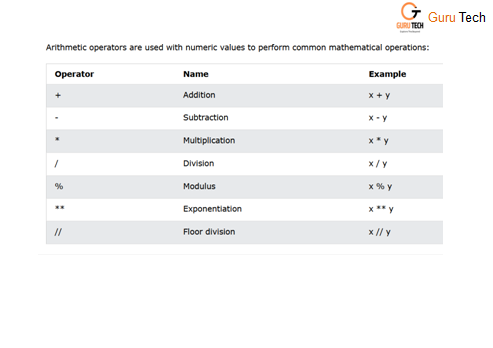 GURU TECH
Guru Tech
Arithmetic operators are used with numeric values to perform common mathematical operations:
Operator Name Example
+ Addition x + y
- Subtraction x - y
* Multiplication x * y
/ Division x / y
% Modulus x % y
** Exponentiation x ** y
// Floor division x // y